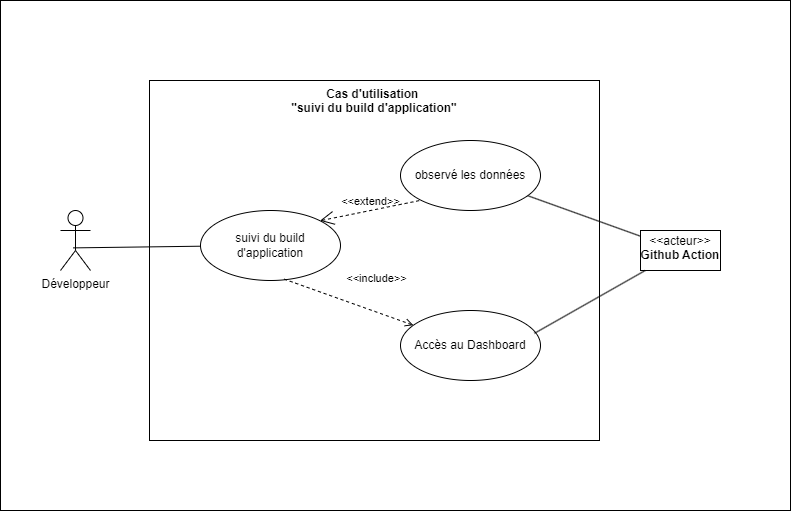 Cas d'utilisation
"suivi du build d'application"
observé les données
<<extend>>
<<acteur>>
Github Action
suivi du build
d'application
Développeur
<<include>>
Accès au Dashboard